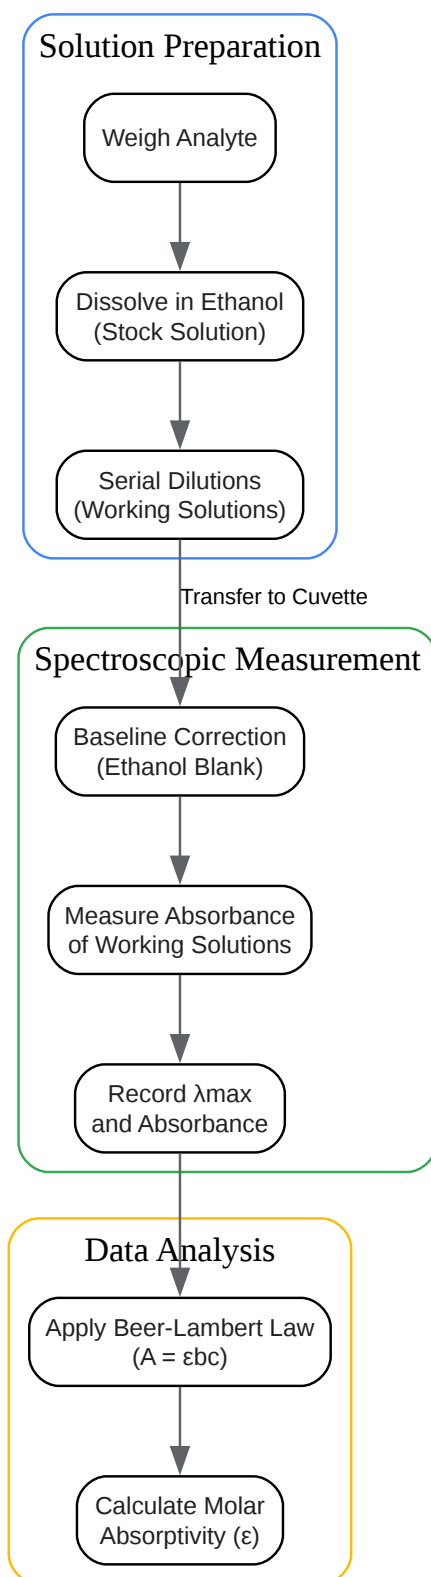 Solution Preparation
Weigh Analyte
Dissolve in Ethanol
(Stock Solution)
Serial Dilutions
(Working Solutions)
Transfer to Cuvette
Spectroscopic Measurement
Baseline Correction
(Ethanol Blank)
Measure Absorbance
of Working Solutions
Record λmax
and Absorbance
Data Analysis
Apply Beer-Lambert Law
(A = εbc)
Calculate Molar
Absorptivity (ε)